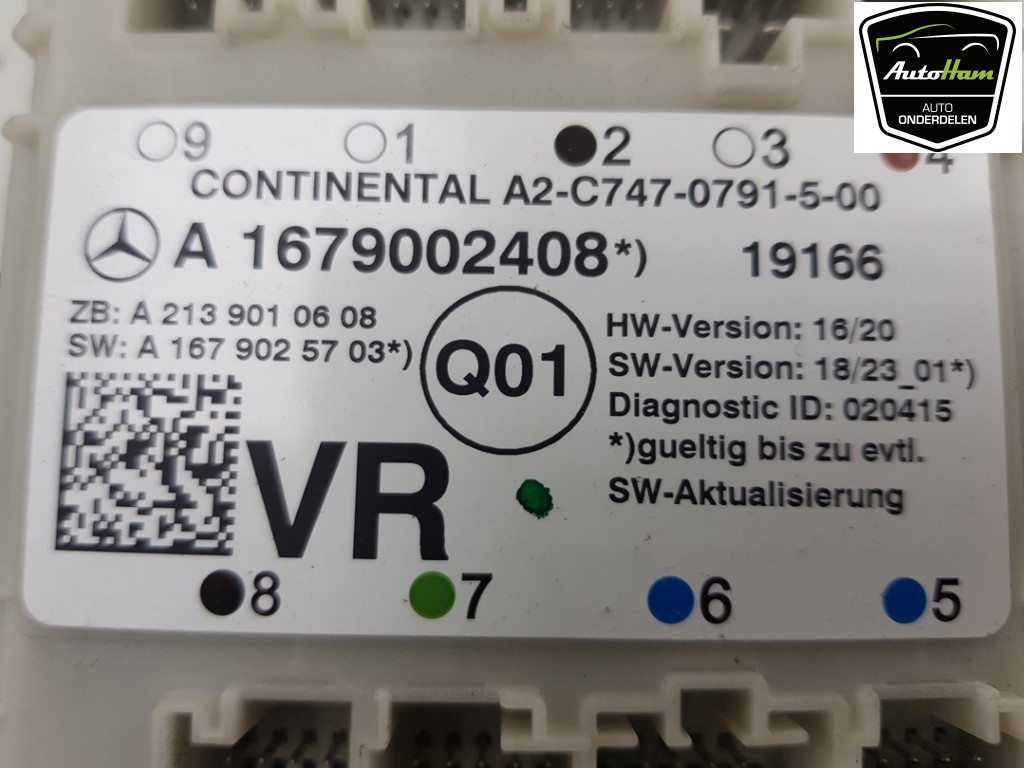 AutoHam
AUTO
ONDERDELEN
9 1 2 3 4
CONTINENTAL A2-C747-0791-5-00
A 1679002408*) 19166
ZB: A 213 901 06 08
SW: A 167 902 57 03*)
Q01
HW-Version: 16/20
SW-Version: 18/23_01*)
Diagnostic ID: 020415
*)gueltig bis zu evtl.
SW-Aktualisierung
VR
8 7 6 5